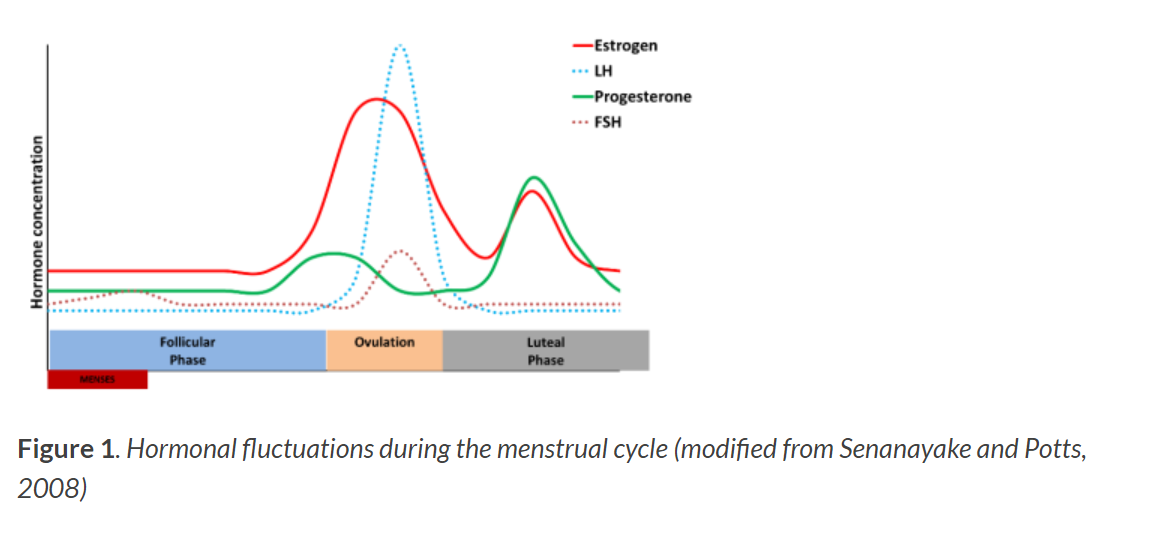 Estrogen
LH
Progesterone
FSH
Hormone concentration
Follicular
Phase
Ovulation
Luteal
Phase
MENSES
Figure 1. Hormonal fluctuations during the menstrual cycle (modified from Senanayake and Potts,
2008)